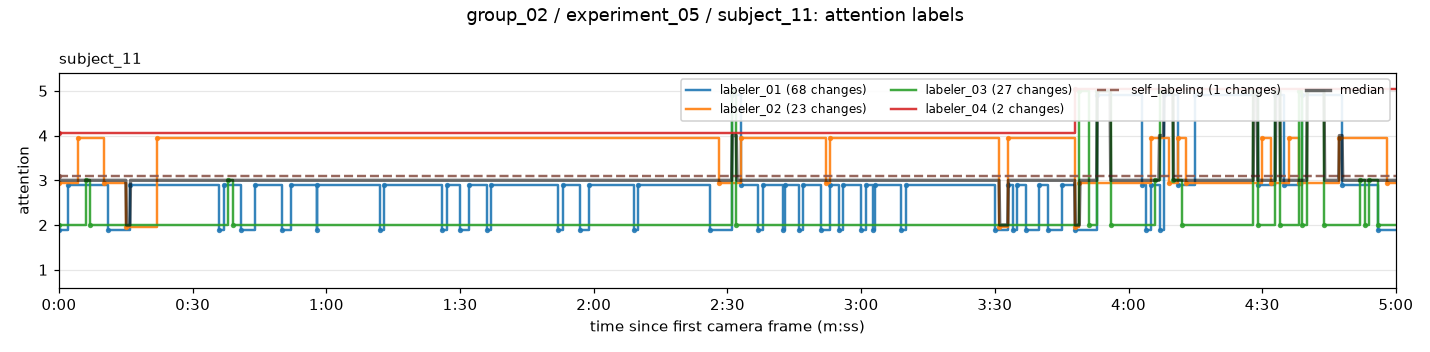 group_02 / experiment_05 / subject_11: attention labels
subject_11
labeler_01 (68 changes)
labeler_02 (23 changes)
labeler_03 (27 changes)
labeler_04 (2 changes)
self_labeling (1 changes)
median
attention
5
4
3
2
1
0:00 0:30 1:00 1:30 2:00 2:30 3:00 3:30 4:00 4:30 5:00
time since first camera frame (m:ss)